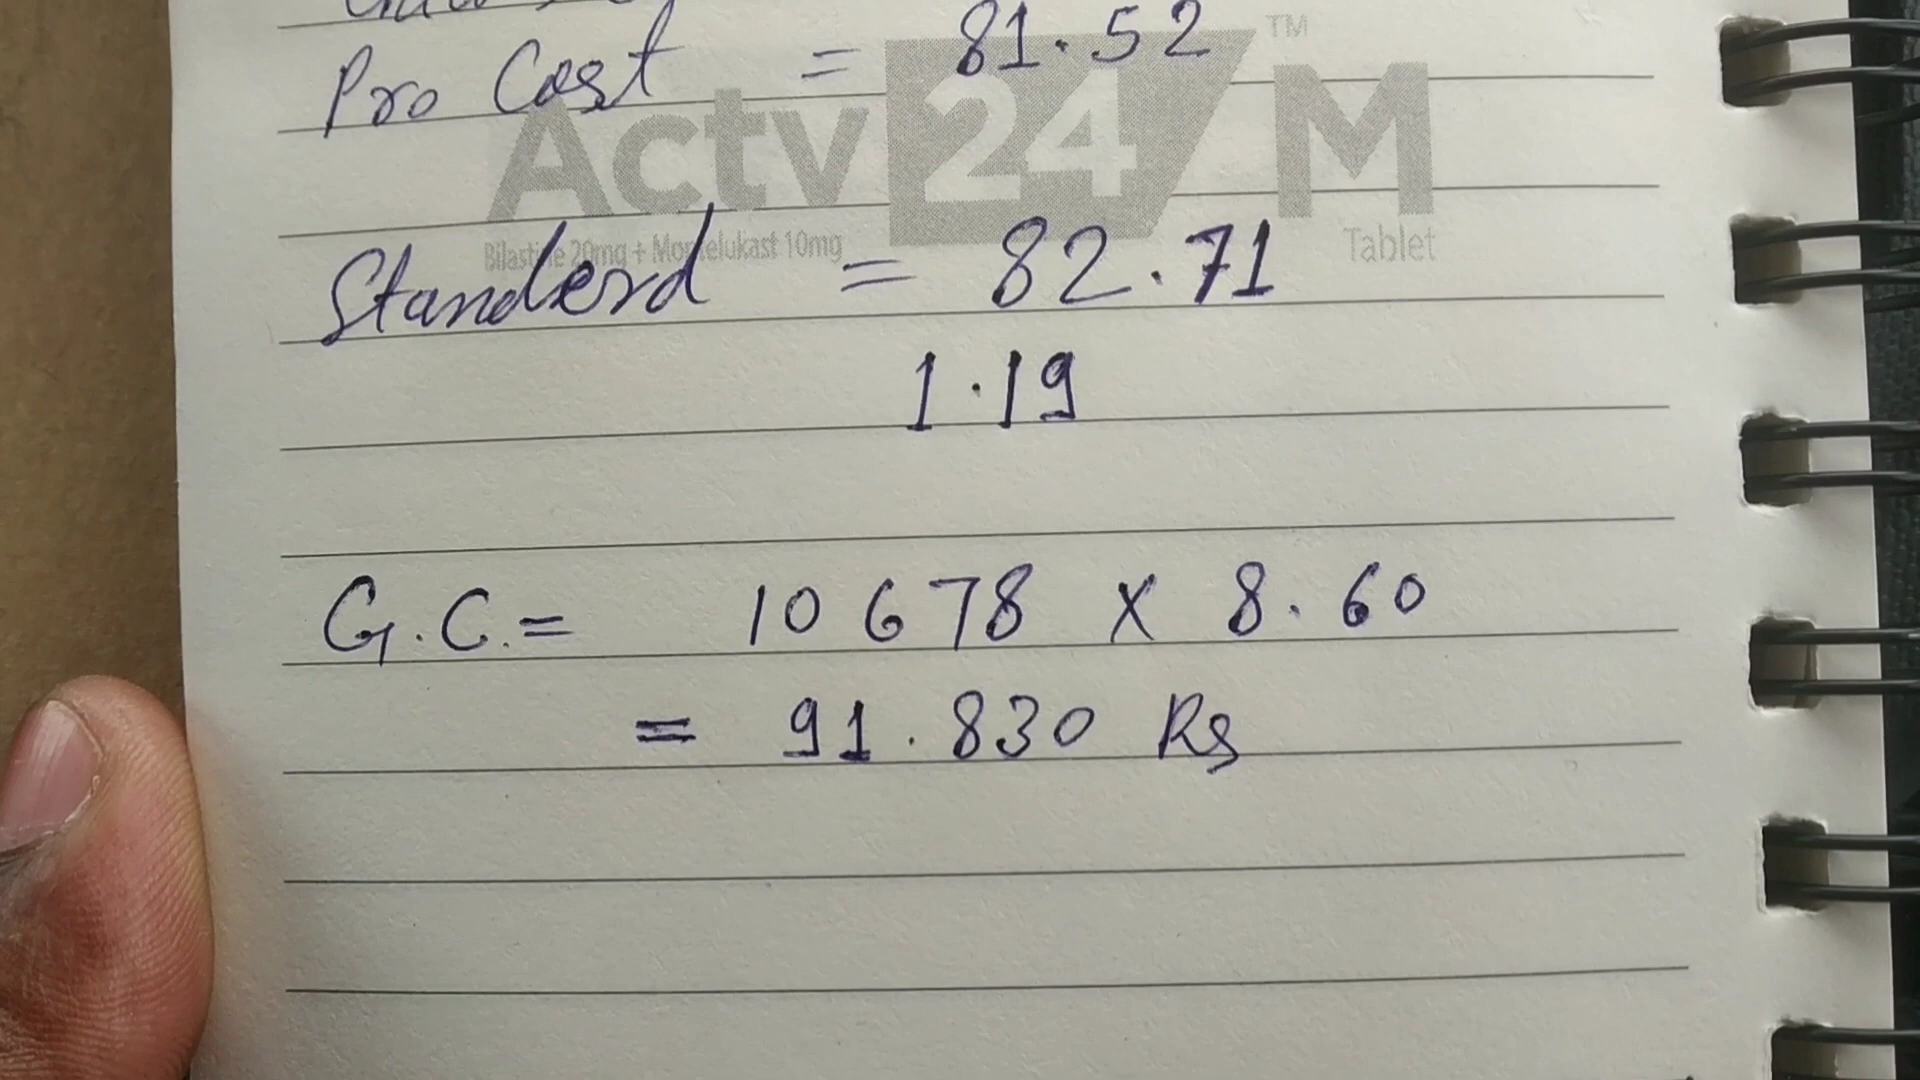 Pro Cost = 81.52
Actv 24/M ™
Bilastine 20mg + Montelukast 10mg Tablet
Standerd = 82.71
1.19
G.C. = 10678 X 8.60
= 91.830 Rs